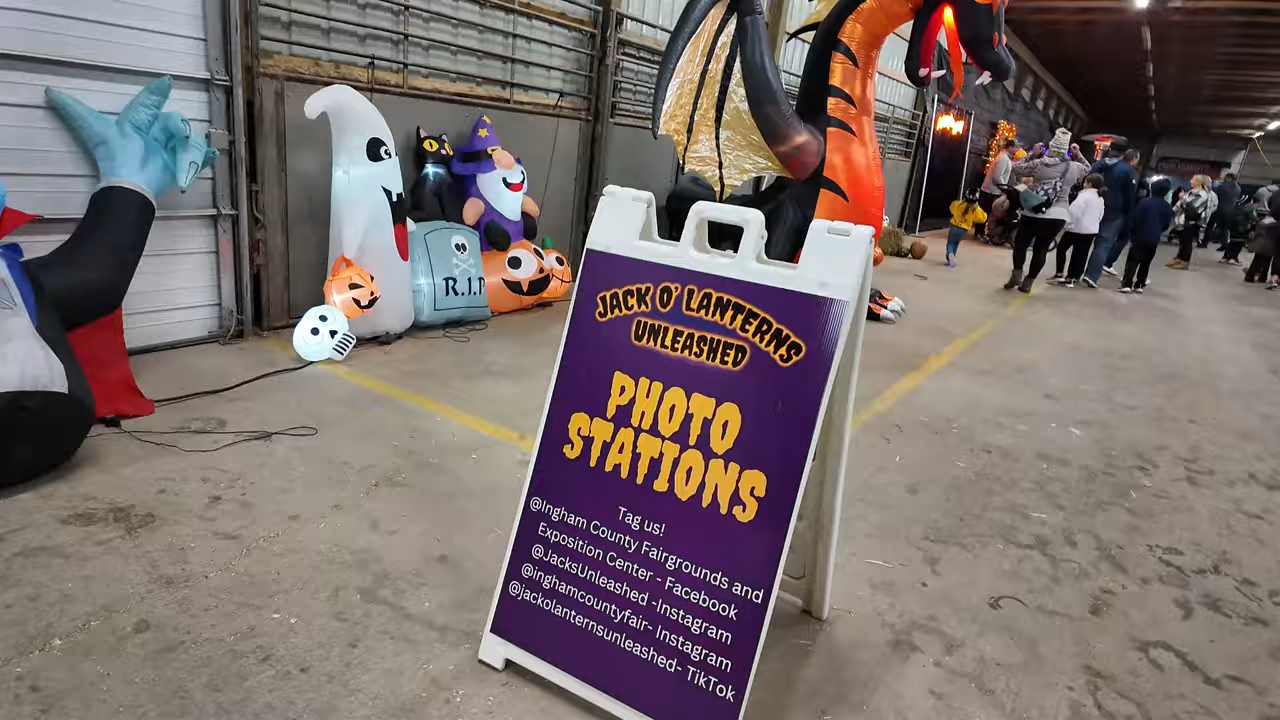 R.I.P
JACK O' LANTERNS
UNLEASHED
PHOTO
STATIONS
Tag us!
@Ingham County Fairgrounds and
Exposition Center - Facebook
@JacksUnleashed -Instagram
@inghamcountyfair- Instagram
@jackolanternsunleashed- TikTok